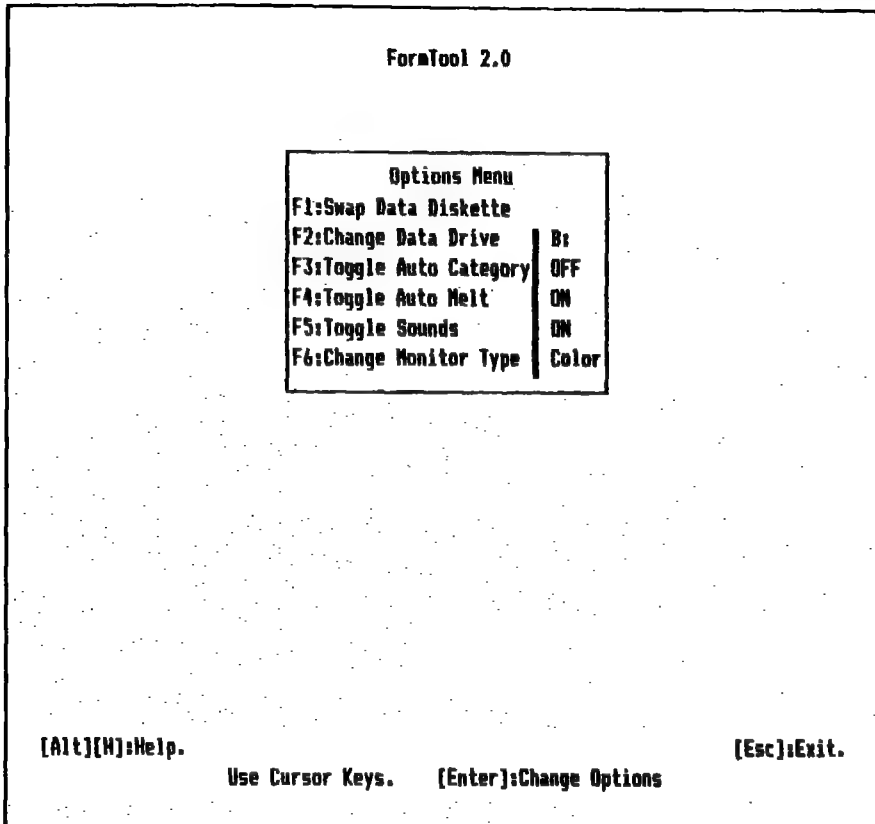 FormTool 2.0
Options Menu
F1:Swap Data Diskette
F2:Change Data Drive B:
F3:Toggle Auto Category OFF
F4:Toggle Auto Melt ON
F5:Toggle Sounds ON
F6:Change Monitor Type Color
[Alt][H]:Help. [Esc]:Exit.
Use Cursor Keys. [Enter]:Change Options